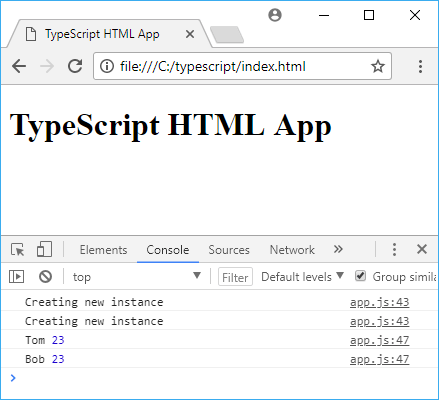 TypeScript HTML App
file:///C:/typescript/index.html
TypeScript HTML App
Elements Console Sources Network
top Filter Default levels Group simila
Creating new instance app.js:43
Creating new instance app.js:43
Tom 23 app.js:47
Bob 23 app.js:47